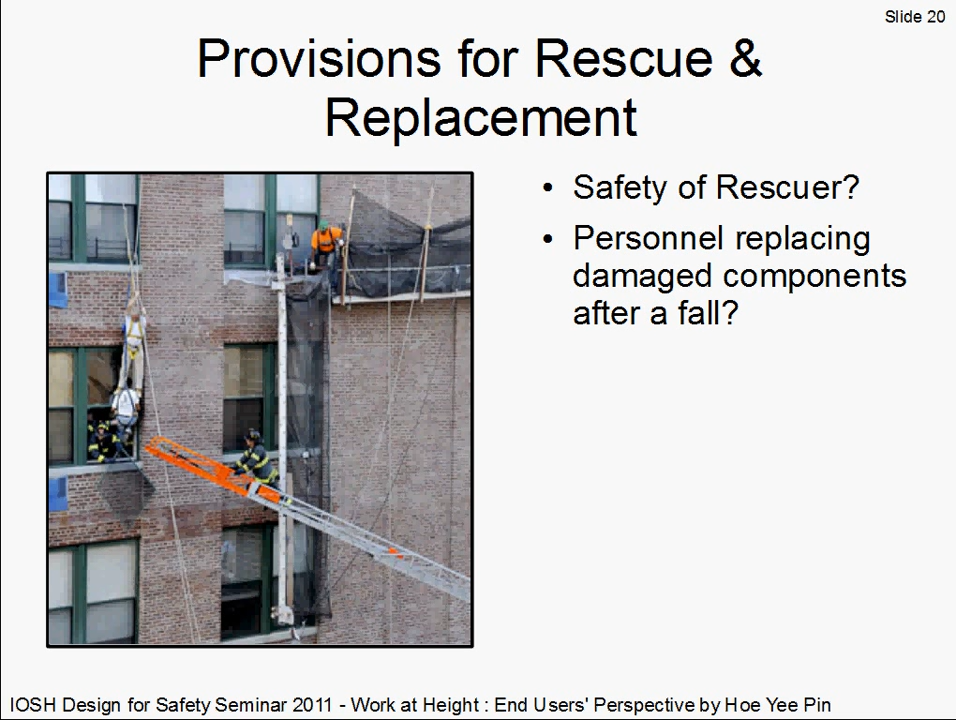 Slide 20
Provisions for Rescue &
Replacement
• Safety of Rescuer?
• Personnel replacing
damaged components
after a fall?
IOSH Design for Safety Seminar 2011 - Work at Height : End Users' Perspective by Hoe Yee Pin